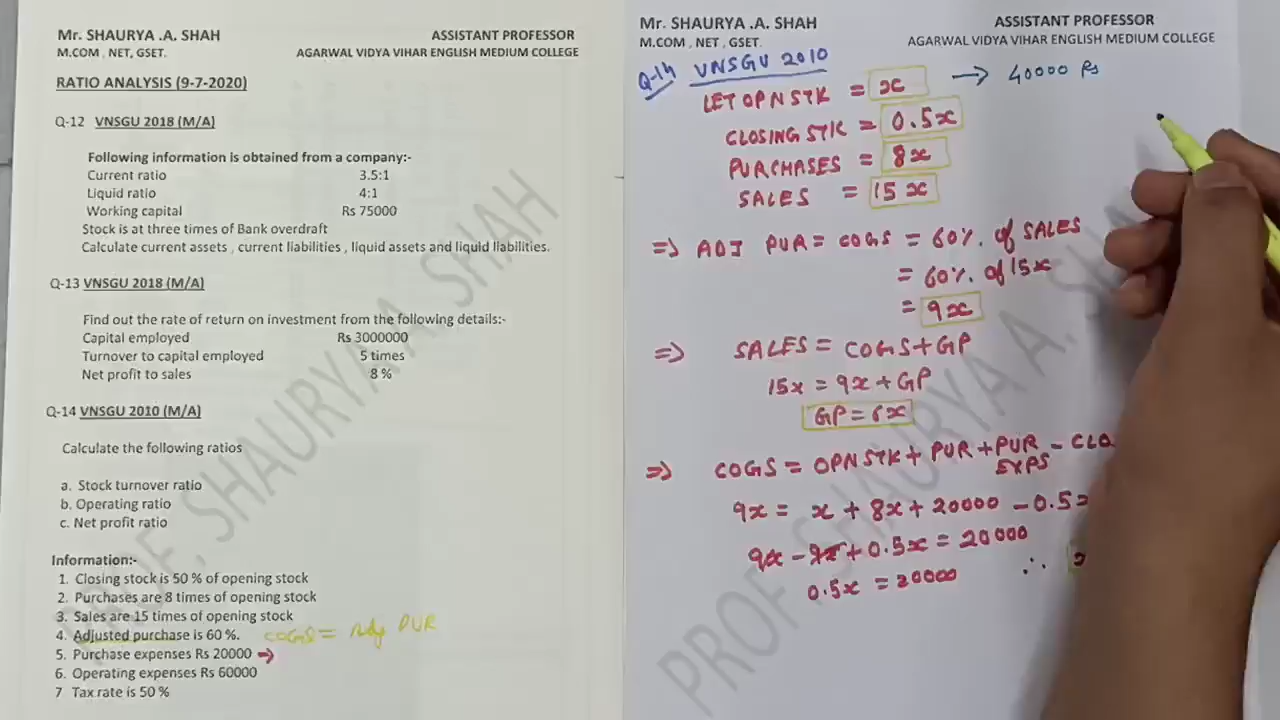 Mr. SHAURYA .A. SHAH ASSISTANT PROFESSOR
M.COM , NET, GSET. AGARWAL VIDYA VIHAR ENGLISH MEDIUM COLLEGE
RATIO ANALYSIS (9-7-2020)
Q-12 VNSGU 2018 (M/A)
Following information is obtained from a company:-
Current ratio 3.5:1
Liquid ratio 4:1
Working capital Rs 75000
Stock is at three times of Bank overdraft
Calculate current assets , current liabilities , liquid assets and liquid liabilities.
Q-13 VNSGU 2018 (M/A)
Find out the rate of return on investment from the following details:-
Capital employed Rs 3000000
Turnover to capital employed 5 times
Net profit to sales 8 %
Q-14 VNSGU 2010 (M/A)
Calculate the following ratios
a. Stock turnover ratio
b. Operating ratio
c. Net profit ratio
Information:-
1. Closing stock is 50 % of opening stock
2. Purchases are 8 times of opening stock
3. Sales are 15 times of opening stock
4. Adjusted purchase is 60 %. COGS = Adj PUR
5. Purchase expenses Rs 20000 →
6. Operating expenses Rs 60000
7 Tax rate is 50 %
PROF. SHAURYA A. SHAH
Mr. SHAURYA .A. SHAH ASSISTANT PROFESSOR
M.COM , NET, GSET. AGARWAL VIDYA VIHAR ENGLISH MEDIUM COLLEGE
Q-14 VNSGU 2010
LET OPN STK = x → 40000 Rs
CLOSING STK = 0.5x
PURCHASES = 8x
SALES = 15x
⇒ ADJ PUR = COGS = 60% of SALES
= 60% of 15x
= 9x
⇒ SALES = COGS + GP
15x = 9x + GP
GP = 6x
⇒ COGS = OPN STK + PUR + PUR EXPS - CLO
9x = x + 8x + 20000 - 0.5x
9x - 9x + 0.5x = 20000
0.5x = 20000 ∴
PROF. SHAURYA A. SHAH